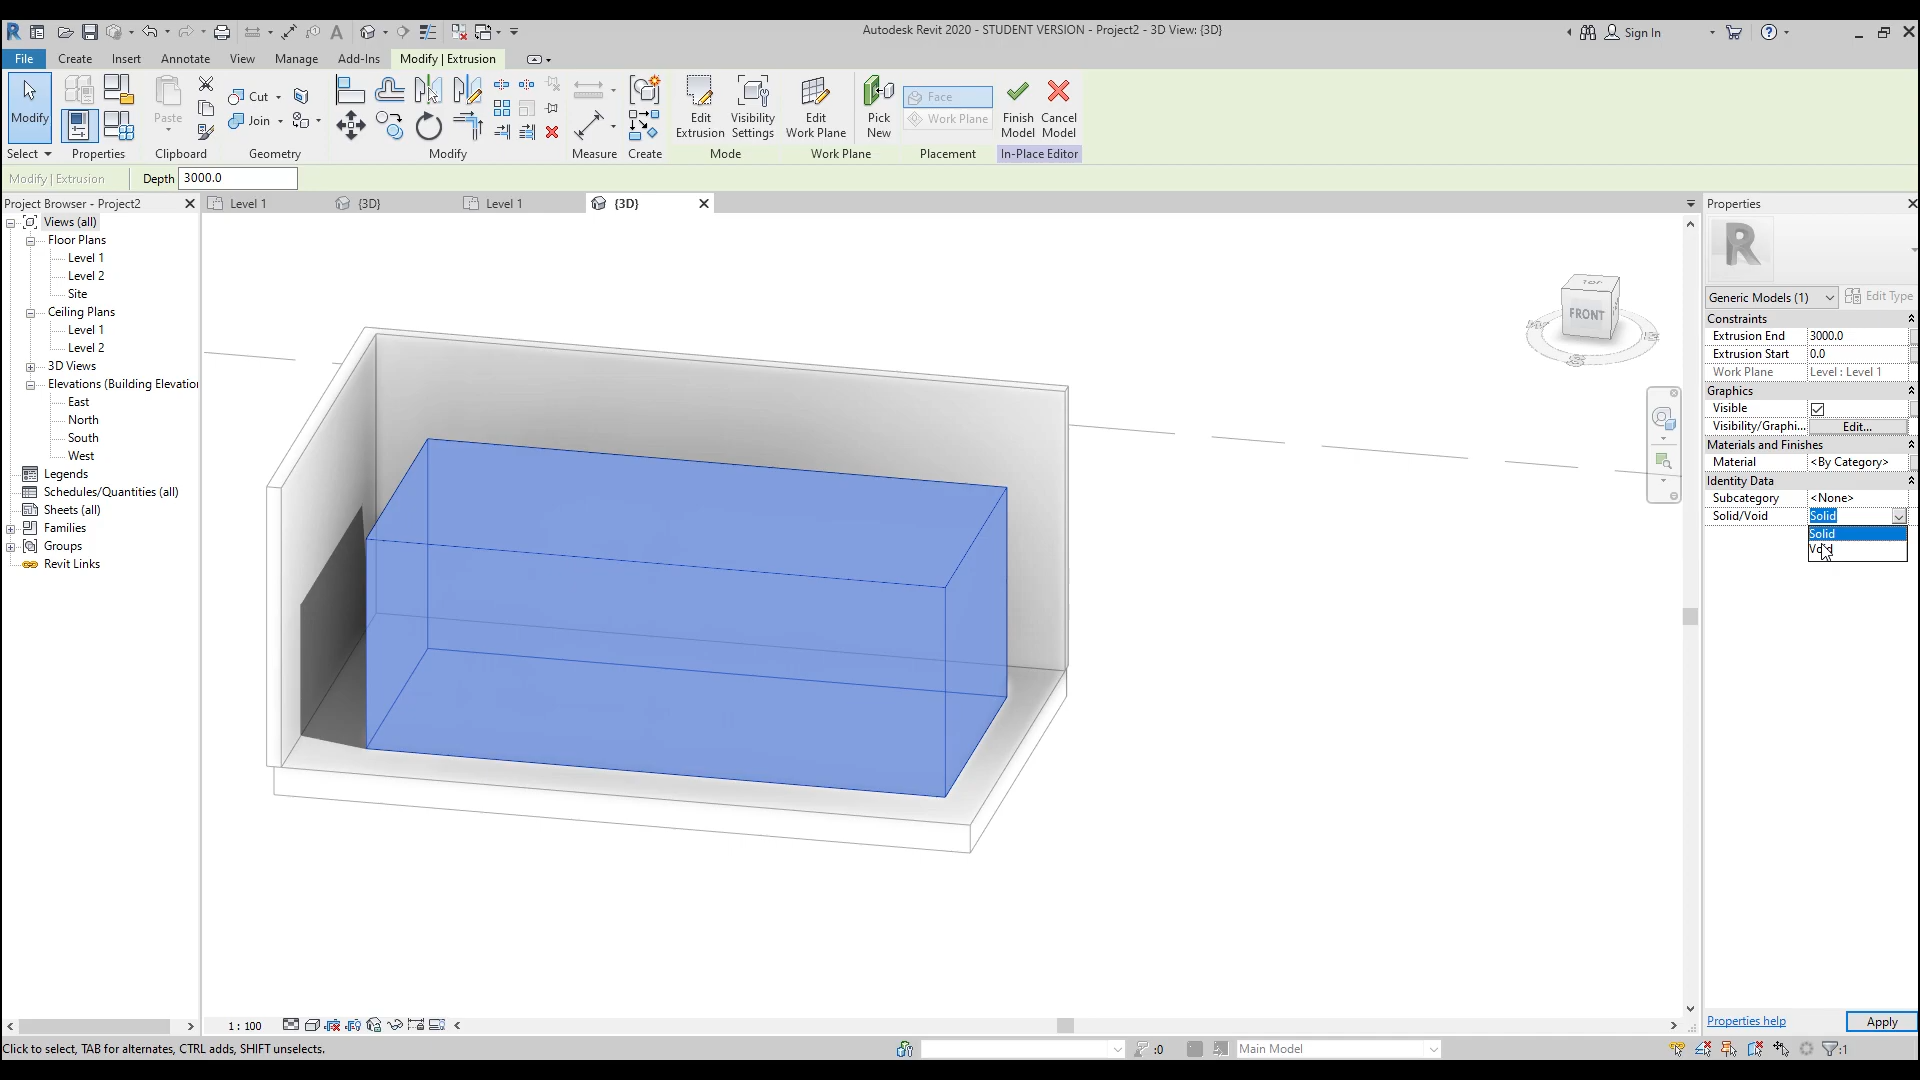 Autodesk Revit 2020 - STUDENT VERSION - Project2 - 3D View: {3D}
Sign In
File Create Insert Annotate View Manage Add-Ins Modify | Extrusion
Modify
Paste
Cut
Join
Edit Extrusion
Visibility Settings
Edit Work Plane
Pick New
Face
Work Plane
Finish Model
Cancel Model
Select Properties Clipboard Geometry Modify Measure Create Mode Work Plane Placement In-Place Editor
Modify | Extrusion Depth 3000.0
Project Browser - Project2
Level 1 {3D} Level 1 {3D}
Views (all)
Floor Plans
Level 1
Level 2
Site
Ceiling Plans
Level 1
Level 2
3D Views
Elevations (Building Elevation
East
North
South
West
Legends
Schedules/Quantities (all)
Sheets (all)
Families
Groups
Revit Links
TOP
FRONT
Properties
R
Generic Models (1) Edit Type
Constraints
Extrusion End 3000.0
Extrusion Start 0.0
Work Plane Level : Level 1
Graphics
Visible
Visibility/Graphi... Edit...
Materials and Finishes
Material <By Category>
Identity Data
Subcategory <None>
Solid/Void Solid
Solid
Void
Properties help Apply
1 : 100
Click to select, TAB for alternates, CTRL adds, SHIFT unselects.
:0
Main Model
:1